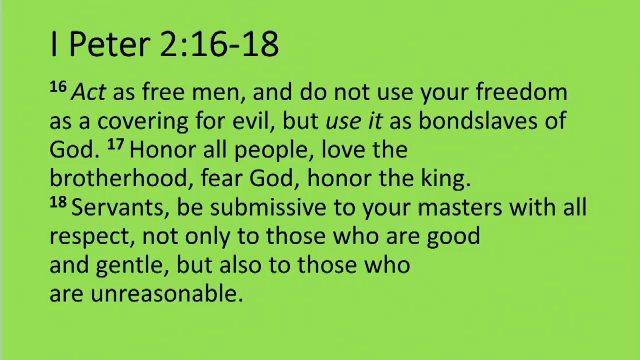 I Peter 2:16-18
16 Act as free men, and do not use your freedom
as a covering for evil, but use it as bondslaves of
God. 17 Honor all people, love the
brotherhood, fear God, honor the king.
18 Servants, be submissive to your masters with all
respect, not only to those who are good
and gentle, but also to those who
are unreasonable.